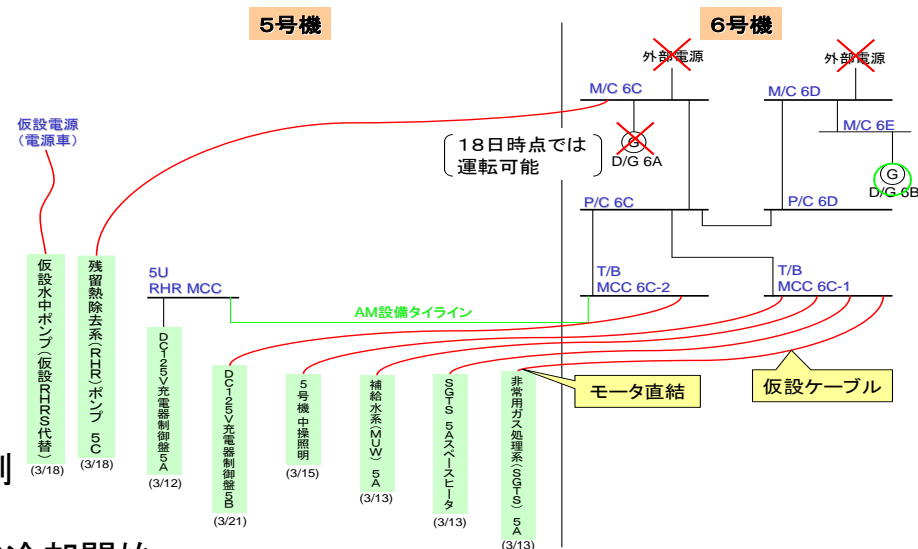 5号機
6号機
外部電源
外部電源
M/C 6C
M/C 6D
M/C 6E
仮設電源
(電源車)
18日時点では
運転可能
G
D/G 6A
G
D/G 6B
P/C 6C
P/C 6D
5U
RHR MCC
T/B
MCC 6C-2
T/B
MCC 6C-1
AM設備タイライン
仮設水中ポンプ(仮設RHRS代替)
(3/18)
残留熱除去系(RHR)ポンプ 5C
(3/18)
DC125V充電器制御盤5A
(3/12)
DC125V充電器制御盤5B
(3/21)
5号機 中操照明
(3/15)
補給水系(MUW) 5A
(3/13)
SGTS 5Aスペースヒータ
(3/13)
非常用ガス処理系(SGTS) 5A
(3/13)
モータ直結
仮設ケーブル